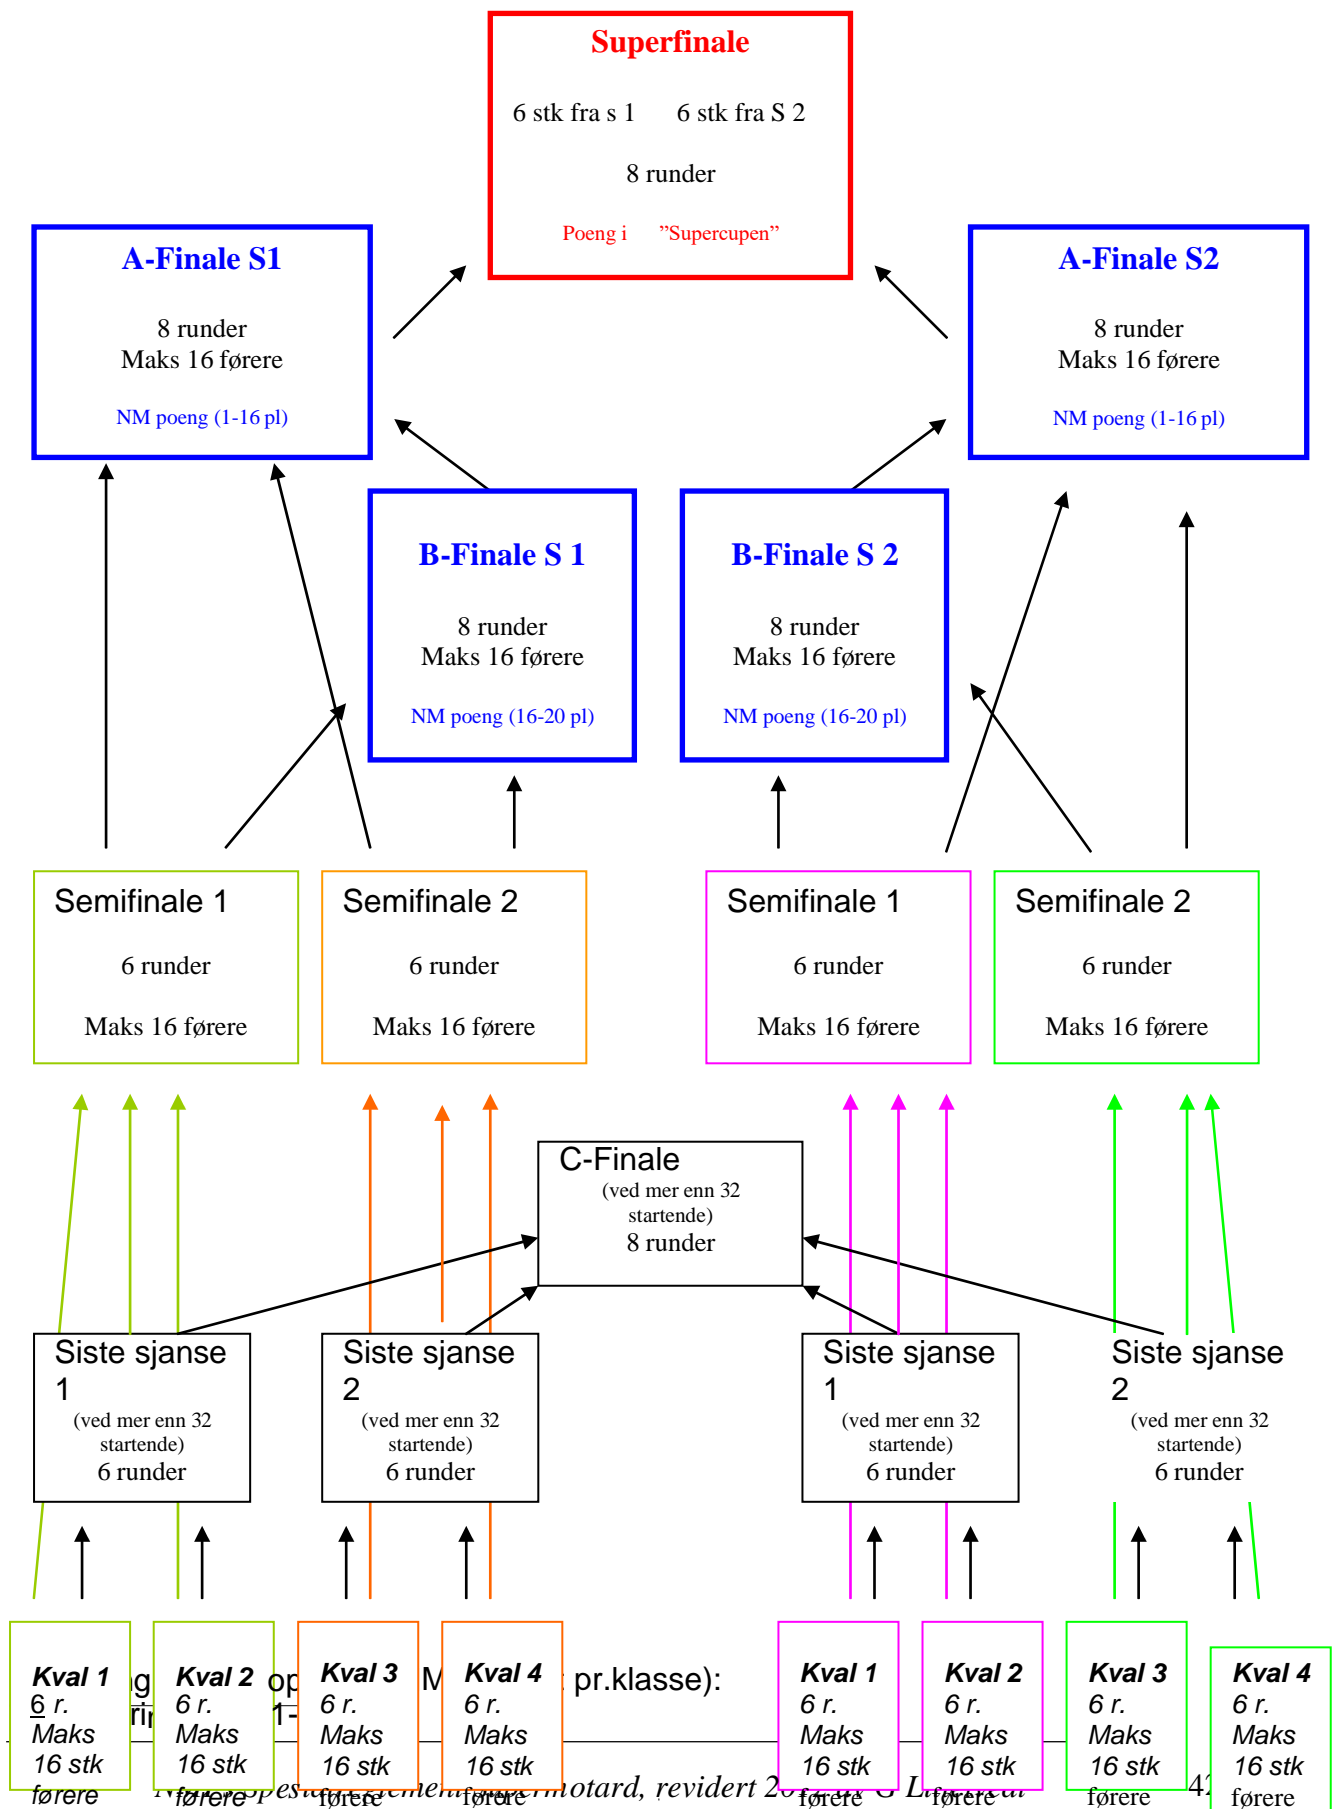 Superfinale
6 stk fra s 1 6 stk fra S 2
8 runder
Poeng i ”Supercupen”
A-Finale S1
8 runder
Maks 16 førere
NM poeng (1-16 pl)
A-Finale S2
8 runder
Maks 16 førere
NM poeng (1-16 pl)
B-Finale S 1
8 runder
Maks 16 førere
NM poeng (16-20 pl)
B-Finale S 2
8 runder
Maks 16 førere
NM poeng (16-20 pl)
Semifinale 1
6 runder
Maks 16 førere
Semifinale 2
6 runder
Maks 16 førere
Semifinale 1
6 runder
Maks 16 førere
Semifinale 2
6 runder
Maks 16 førere
C-Finale
(ved mer enn 32
startende)
8 runder
Siste sjanse
1
(ved mer enn 32
startende)
6 runder
Siste sjanse
2
(ved mer enn 32
startende)
6 runder
Siste sjanse
1
(ved mer enn 32
startende)
6 runder
Siste sjanse
2
(ved mer enn 32
startende)
6 runder
Kval 1
6 r.
Maks
16 stk
førere
Kval 2
6 r.
Maks
16 stk
førere
Kval 3
6 r.
Maks
16 stk
førere
Kval 4
6 r.
Maks
16 stk
førere
pr.klasse):
Kval 1
6 r.
Maks
16 stk
førere
Kval 2
6 r.
Maks
16 stk
førere
Kval 3
6 r.
Maks
16 stk
førere
Kval 4
6 r.
Maks
16 stk
førere
revidert